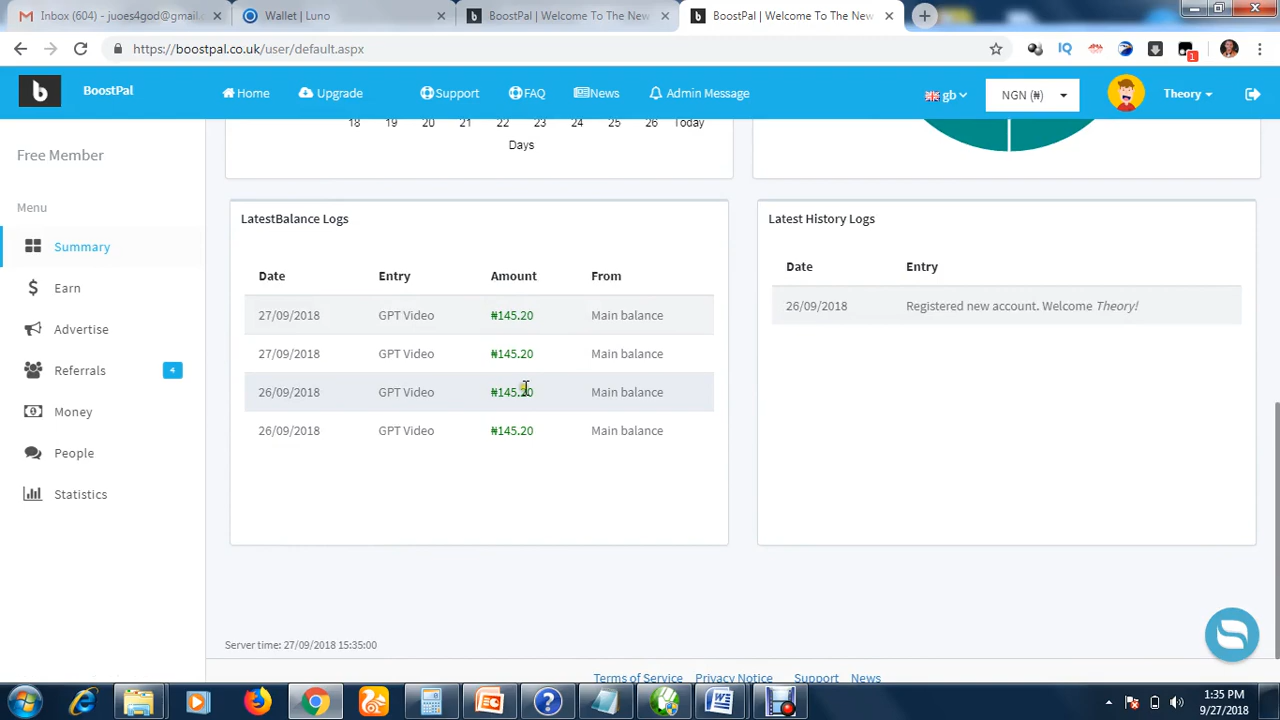 Inbox (604) - juoes4god@gmail.
Wallet | Luno
BoostPal | Welcome To The New
BoostPal | Welcome To The New
https://boostpal.co.uk/user/default.aspx
IQ
1
b
BoostPal
Home
Upgrade
Support
FAQ
News
Admin Message
gb
NGN (₦)
Theory
Free Member
Menu
Summary
Earn
Advertise
Referrals
4
Money
People
Statistics
18 19 20 21 22 23 24 25 26 Today
Days
LatestBalance Logs
Date Entry Amount From
27/09/2018 GPT Video ₦145.20 Main balance
27/09/2018 GPT Video ₦145.20 Main balance
26/09/2018 GPT Video ₦145.20 Main balance
26/09/2018 GPT Video ₦145.20 Main balance
Latest History Logs
Date Entry
26/09/2018 Registered new account. Welcome Theory!
Server time: 27/09/2018 15:35:00
Terms of Service Privacy Notice Support News
1:35 PM
9/27/2018